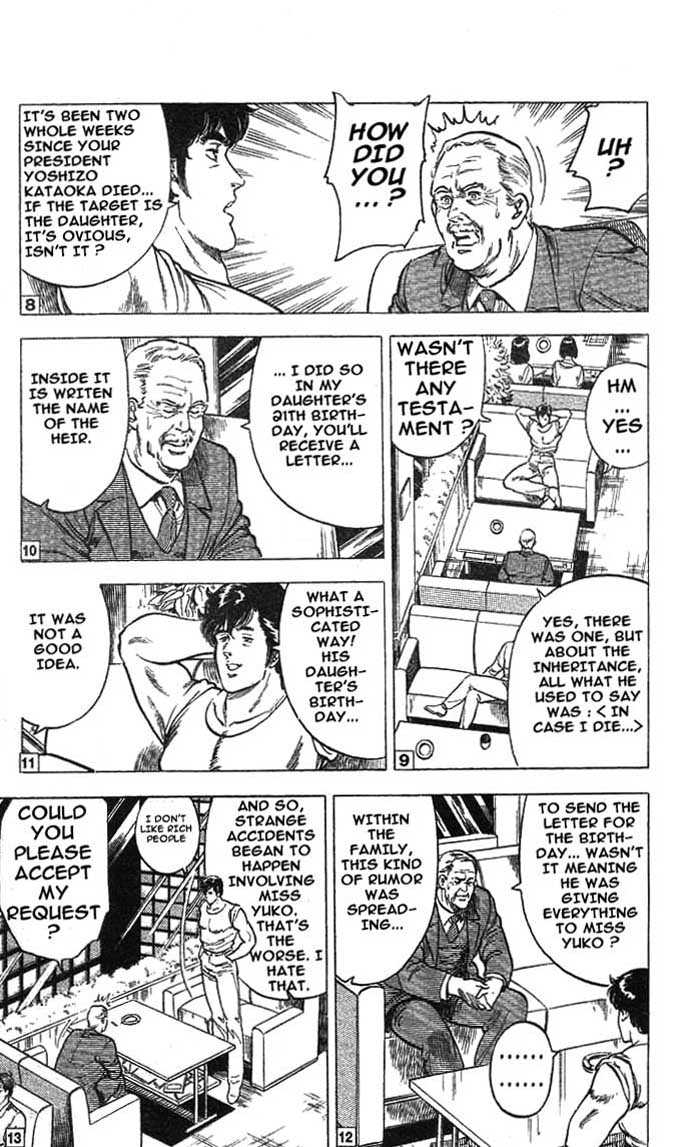 UH
?
HOW
DID
YOU
... ?
IT'S BEEN TWO
WHOLE WEEKS
SINCE YOUR
PRESIDENT
YOSHIZO
KATAOKA DIED...
IF THE TARGET IS
THE DAUGHTER,
IT'S OVIOUS,
ISN'T IT ?
8
HM
...
YES
...
WASN'T
THERE
ANY
TESTA-
MENT ?
YES, THERE
WAS ONE, BUT
ABOUT THE
INHERITANCE,
ALL WHAT HE
USED TO SAY
WAS : < IN
CASE I DIE...>
9
... I DID SO
IN MY
DAUGHTER'S
21TH BIRTH-
DAY, YOU'LL
RECEIVE A
LETTER...
INSIDE IT
IS WRITEN
THE NAME OF
THE HEIR.
10
WHAT A
SOPHISTI-
CATED
WAY!
HIS
DAUGH-
TER'S
BIRTH-
DAY...
IT WAS
NOT A
GOOD
IDEA.
11
TO SEND THE
LETTER FOR
THE BIRTH-
DAY... WASN'T
IT MEANING
HE WAS
GIVING
EVERYTHING
TO MISS
YUKO ?
WITHIN
THE
FAMILY,
THIS KIND
OF RUMOR
WAS
SPREAD-
ING...
......
......
12
AND SO,
STRANGE
ACCIDENTS
BEGAN TO
HAPPEN
INVOLVING
MISS
YUKO.
THAT'S
THE
WORSE. I
HATE
THAT.
I DON'T
LIKE RICH
PEOPLE
COULD
YOU
PLEASE
ACCEPT
MY
REQUEST
?
13